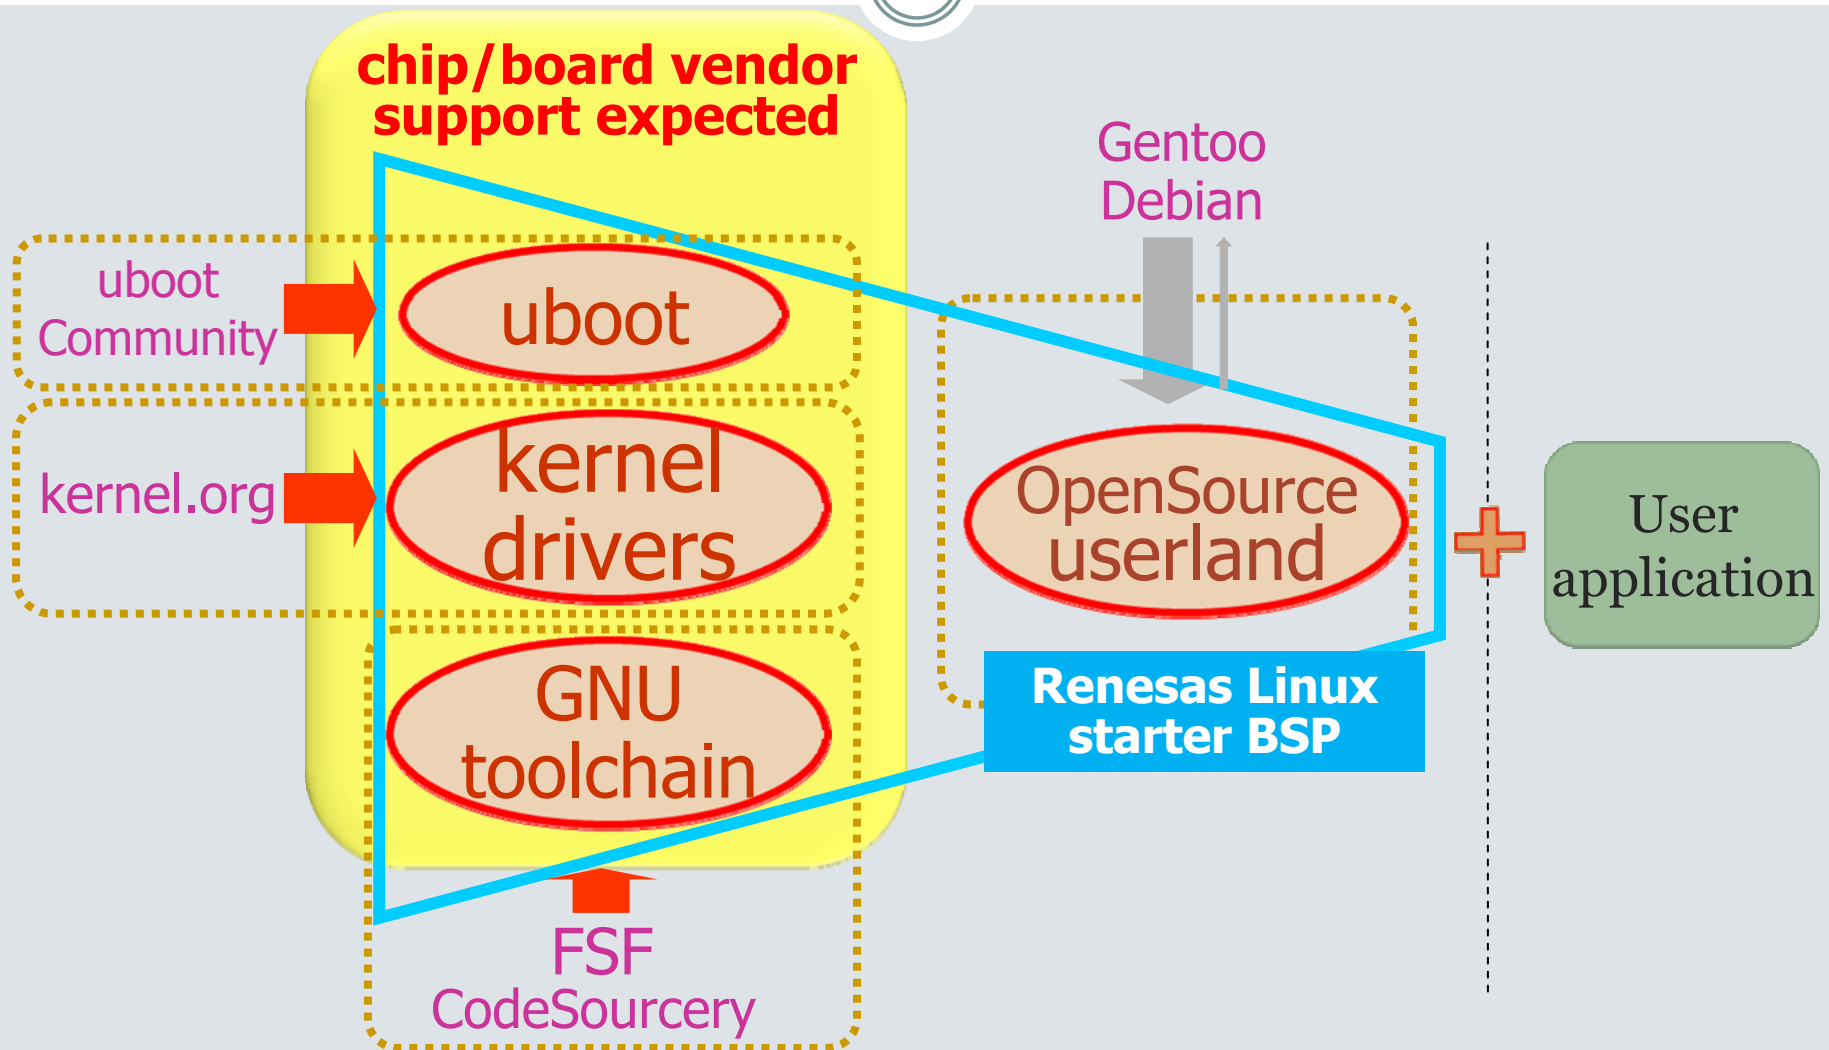 chip/board vendor
support expected
Gentoo
Debian
uboot
Community
uboot
kernel.org
kernel
drivers
OpenSource
userland
User
application
GNU
toolchain
Renesas Linux
starter BSP
FSF
CodeSourcery